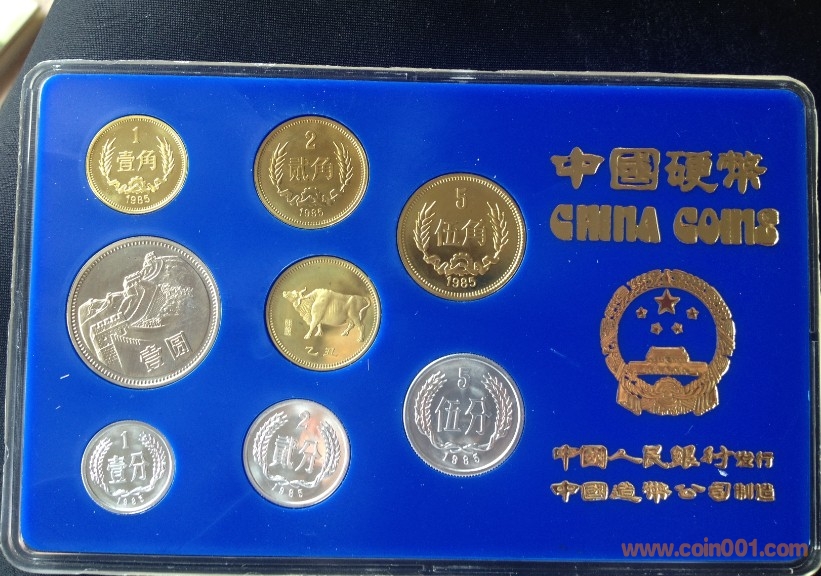 1
壹角
1985
2
贰角
1985
5
伍角
1985
壹圆
乙丑
1
壹分
1985
2
贰分
1985
5
伍分
1985
中國硬幣
CHINA COINS
中國人民銀行发行
中國造幣公司制造
www.coin001.com